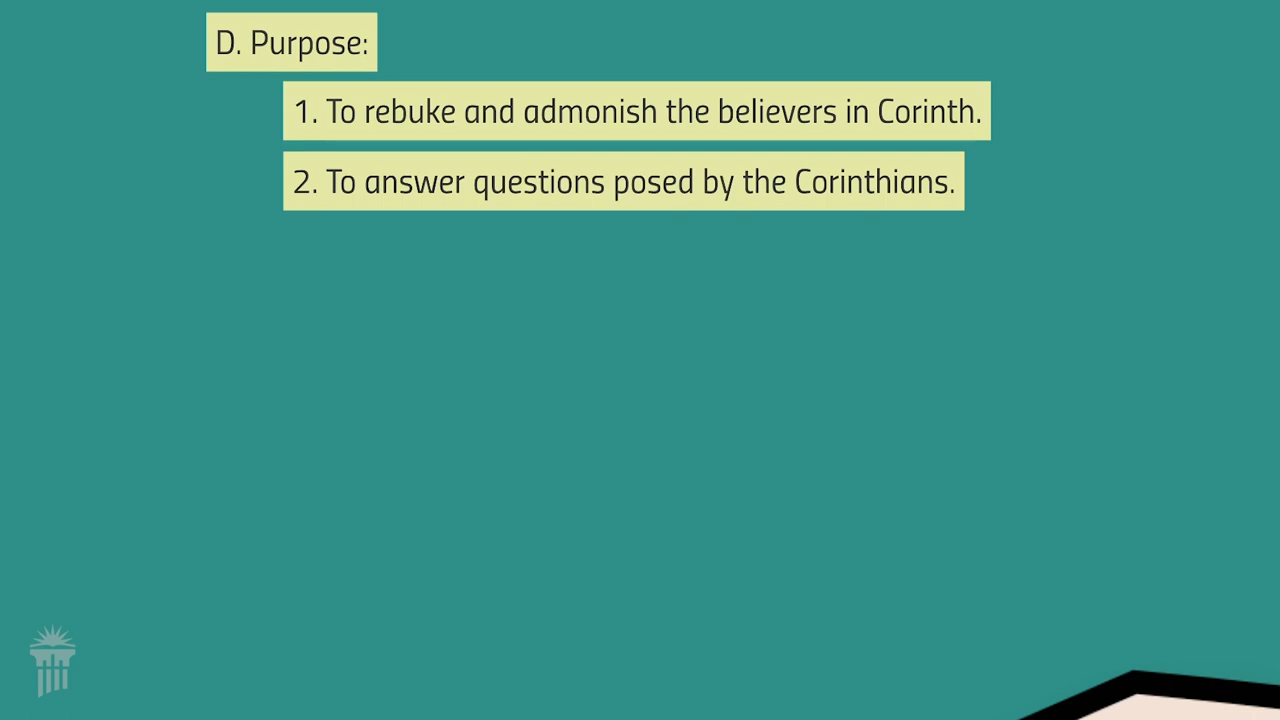 D. Purpose:
1. To rebuke and admonish the believers in Corinth.
2. To answer questions posed by the Corinthians.